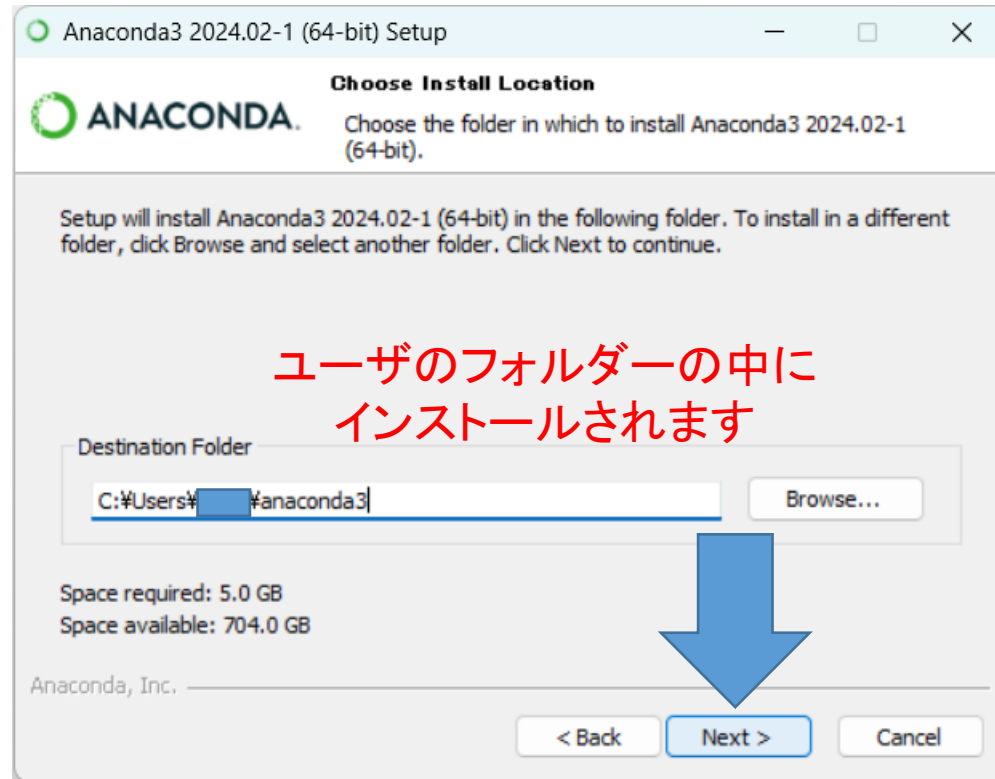 Anaconda3 2024.02-1 (64-bit) Setup
ANACONDA.
Choose Install Location
Choose the folder in which to install Anaconda3 2024.02-1
(64-bit).
Setup will install Anaconda3 2024.02-1 (64-bit) in the following folder. To install in a different
folder, click Browse and select another folder. Click Next to continue.
ユーザのフォルダーの中に
インストールされます
Destination Folder
C:¥Users¥ ¥anaconda3
Browse...
Space required: 5.0 GB
Space available: 704.0 GB
Anaconda, Inc.
< Back
Next >
Cancel